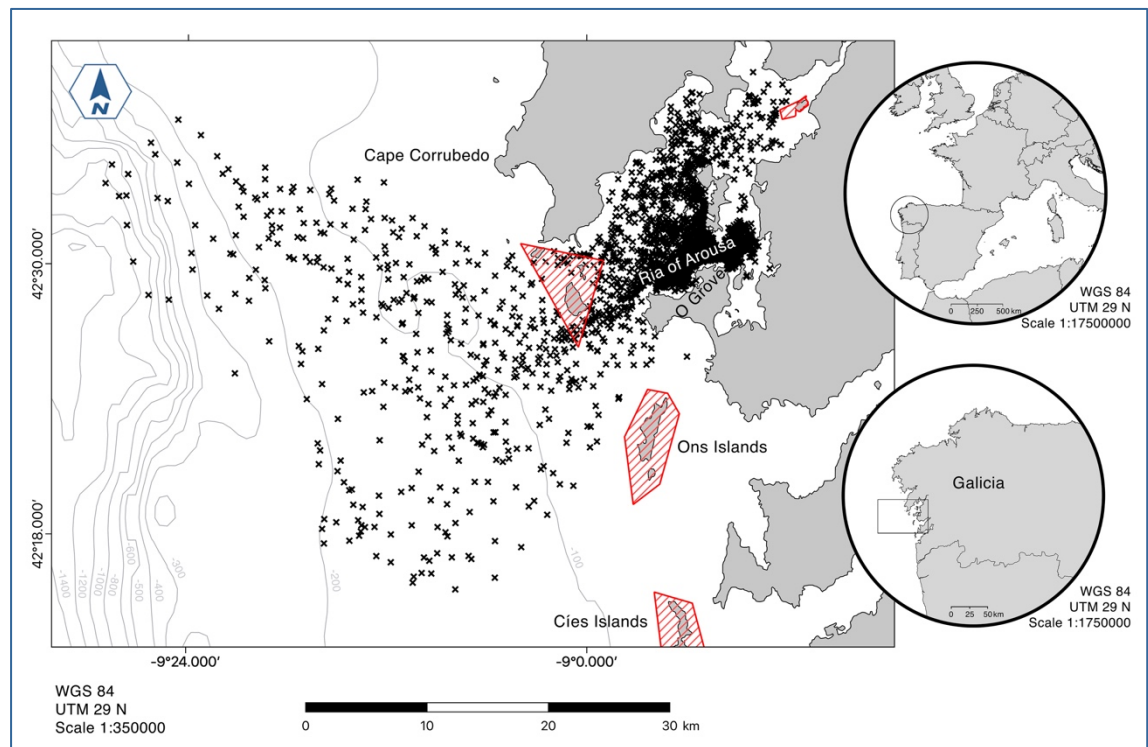 N
Cape Corrubedo
Ria of Arousa
O Grove
Ons Islands
Cíes Islands
42°30.000'
42°18.000'
-9°24.000'
-9°0.000'
-1400
-1200
-1000
-800
-600
-500
-400
-300
-200
-100
WGS 84
UTM 29 N
Scale 1:350000
0
10
20
30 km
0
250
500 km
WGS 84
UTM 29 N
Scale 1:17500000
Galicia
0
25
50 km
WGS 84
UTM 29 N
Scale 1:1750000